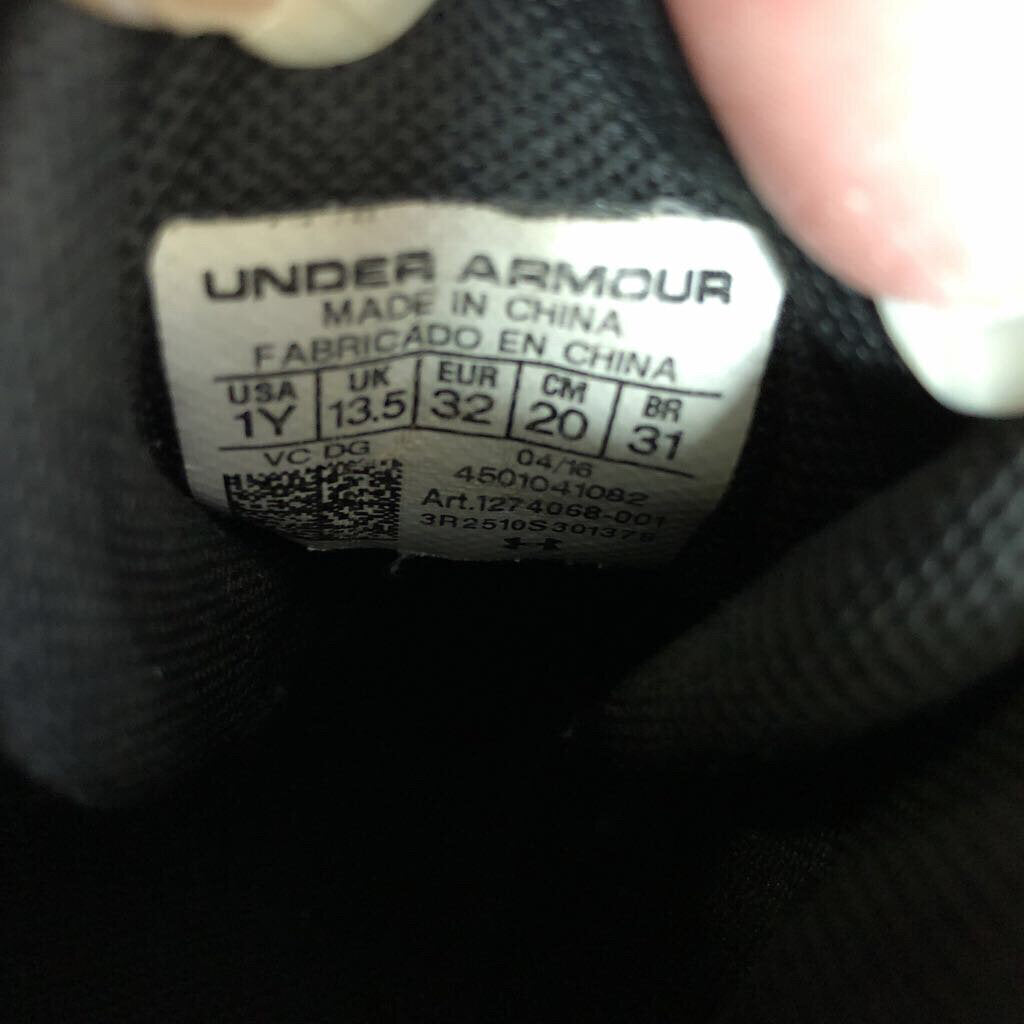 UNDER ARMOUR
MADE IN CHINA
FABRICADO EN CHINA
USA UK EUR CM BR
1Y 13.5 32 20 31
VC DG 04/16
4501041082
Art.1274068-001